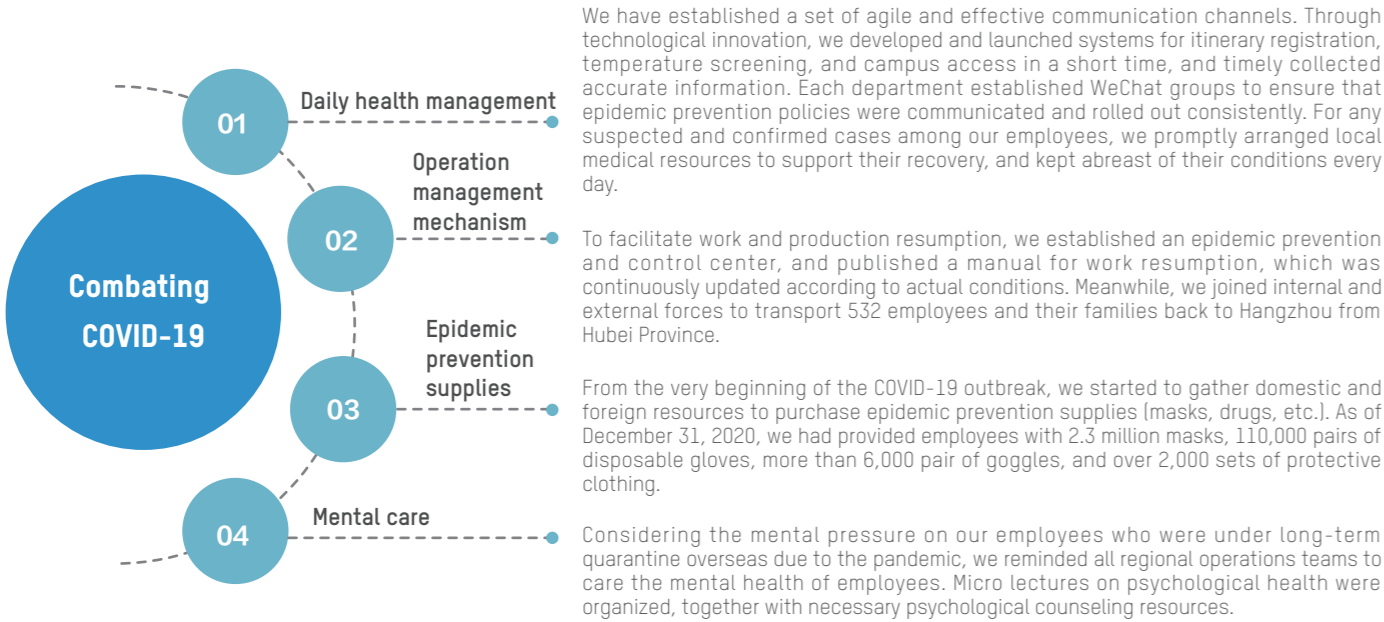 Combating
COVID-19
01
Daily health management
We have established a set of agile and effective communication channels. Through
technological innovation, we developed and launched systems for itinerary registration,
temperature screening, and campus access in a short time, and timely collected
accurate information. Each department established WeChat groups to ensure that
epidemic prevention policies were communicated and rolled out consistently. For any
suspected and confirmed cases among our employees, we promptly arranged local
medical resources to support their recovery, and kept abreast of their conditions every
day.
02
Operation
management
mechanism
To facilitate work and production resumption, we established an epidemic prevention
and control center, and published a manual for work resumption, which was
continuously updated according to actual conditions. Meanwhile, we joined internal and
external forces to transport 532 employees and their families back to Hangzhou from
Hubei Province.
03
Epidemic
prevention
supplies
From the very beginning of the COVID-19 outbreak, we started to gather domestic and
foreign resources to purchase epidemic prevention supplies (masks, drugs, etc.). As of
December 31, 2020, we had provided employees with 2.3 million masks, 110,000 pairs of
disposable gloves, more than 6,000 pair of goggles, and over 2,000 sets of protective
clothing.
04
Mental care
Considering the mental pressure on our employees who were under long-term
quarantine overseas due to the pandemic, we reminded all regional operations teams to
care the mental health of employees. Micro lectures on psychological health were
organized, together with necessary psychological counseling resources.